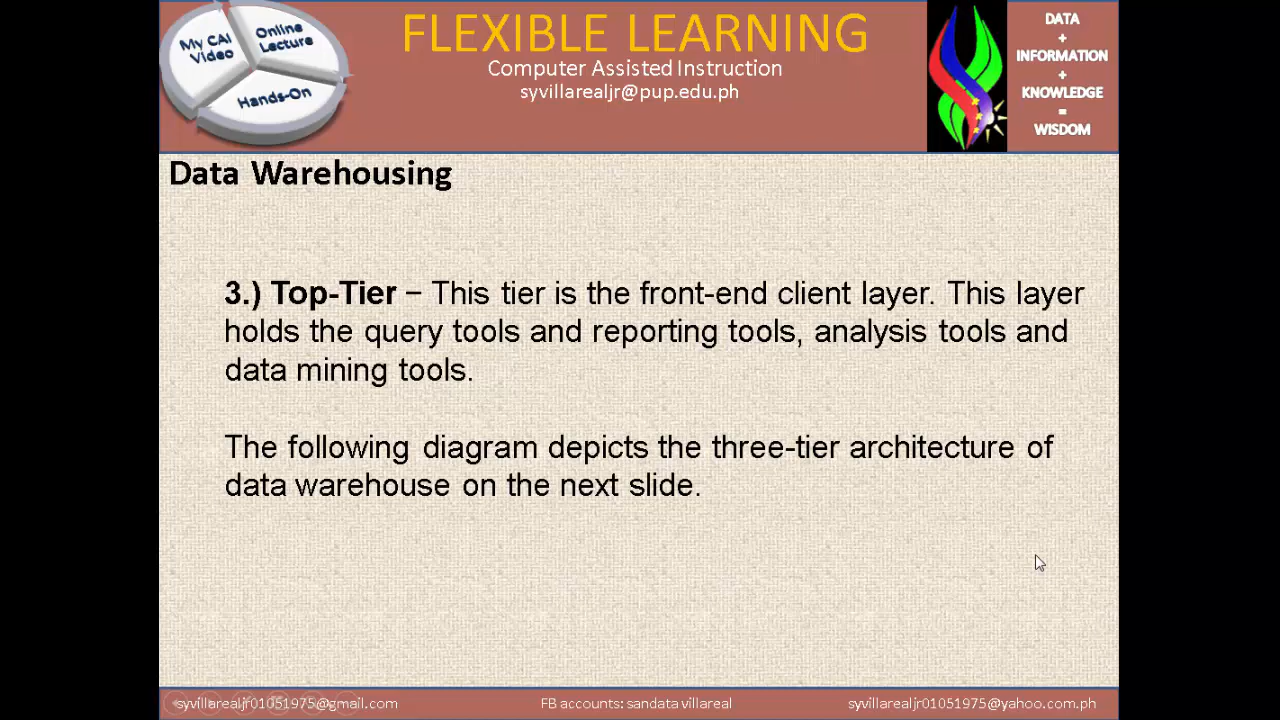 My CAI
Video
Online
Lecture
Hands-On
FLEXIBLE LEARNING
Computer Assisted Instruction
syvillarealjr@pup.edu.ph
DATA
+
INFORMATION
+
KNOWLEDGE
=
WISDOM
Data Warehousing
3.) Top-Tier − This tier is the front-end client layer. This layer
holds the query tools and reporting tools, analysis tools and
data mining tools.
The following diagram depicts the three-tier architecture of
data warehouse on the next slide.
syvillarealjr01051975@gmail.com
FB accounts: sandata villareal
syvillarealjr01051975@yahoo.com.ph